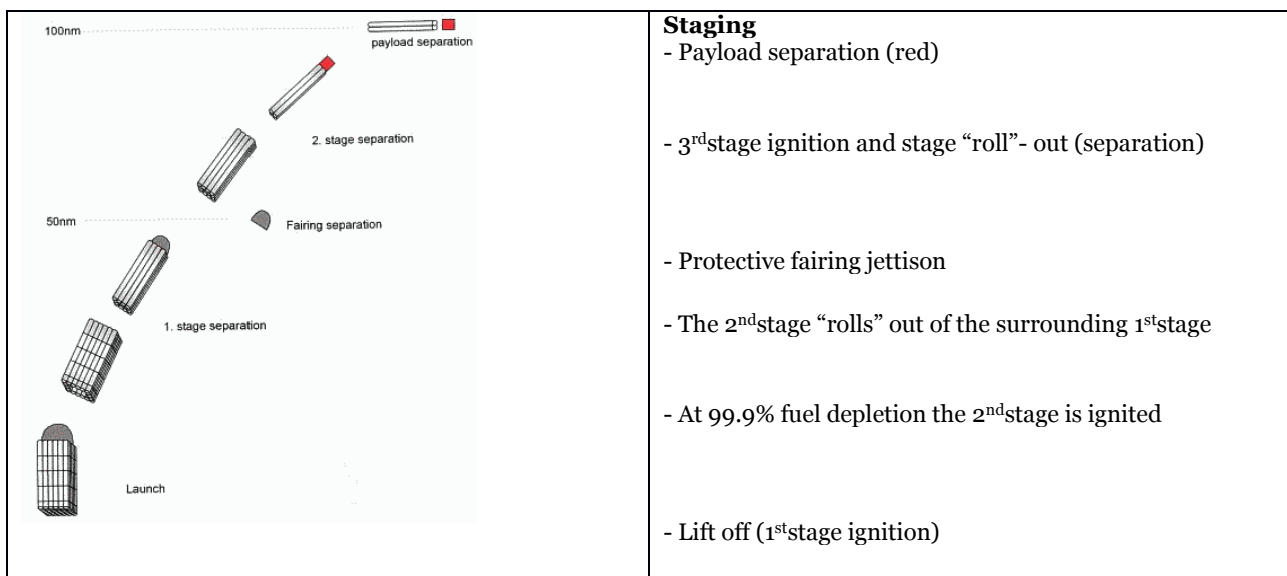 100nm
payload separation
2. stage separation
50nm
Fairing separation
1. stage separation
Launch
Staging
- Payload separation (red)
- 3rdstage ignition and stage “roll”- out (separation)
- Protective fairing jettison
- The 2ndstage “rolls” out of the surrounding 1ststage
- At 99.9% fuel depletion the 2ndstage is ignited
- Lift off (1ststage ignition)